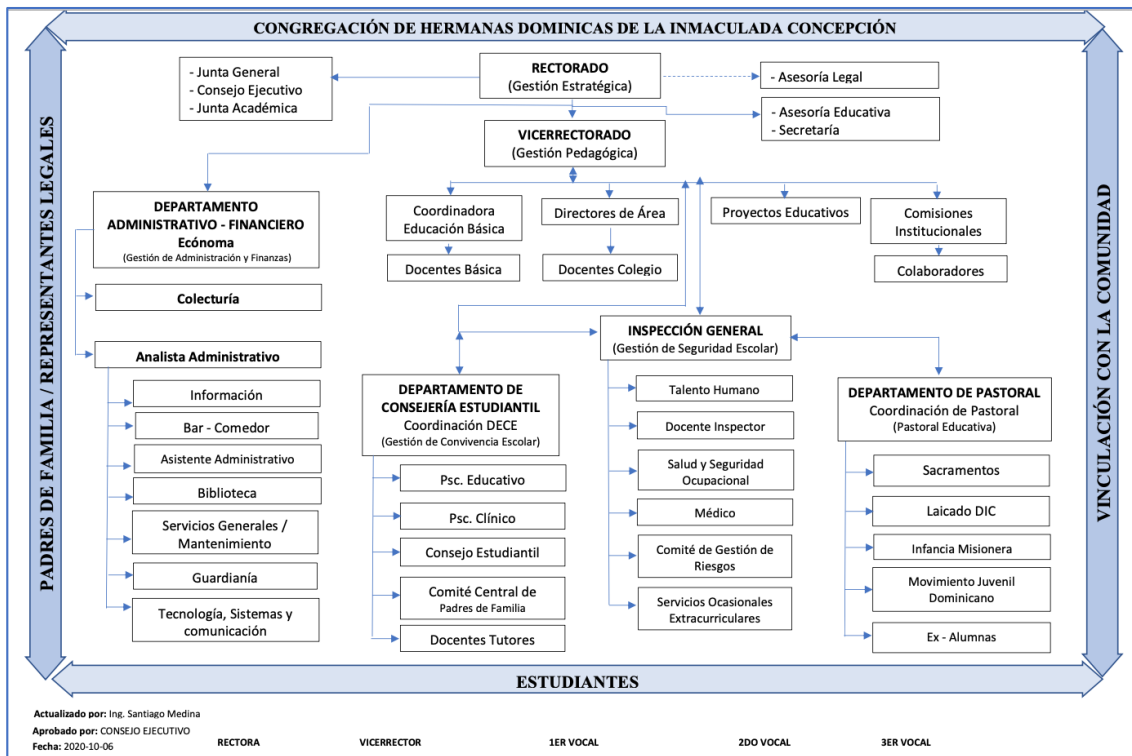 CONGREGACIÓN DE HERMANAS DOMINICAS DE LA INMACULADA CONCEPCIÓN
PADRES DE FAMILIA / REPRESENTANTES LEGALES
VINCULACIÓN CON LA COMUNIDAD
- Junta General
- Consejo Ejecutivo
- Junta Académica
RECTORADO
(Gestión Estratégica)
- Asesoría Legal
- Asesoría Educativa
- Secretaría
VICERRECTORADO
(Gestión Pedagógica)
DEPARTAMENTO
ADMINISTRATIVO - FINANCIERO
Ecónoma
(Gestión de Administración y Finanzas)
Coordinadora
Educación Básica
Directores de Área
Proyectos Educativos
Comisiones
Institucionales
Docentes Básica
Docentes Colegio
Colaboradores
Colecturía
Analista Administrativo
Información
Bar - Comedor
Asistente Administrativo
Biblioteca
Servicios Generales /
Mantenimiento
Guardianía
Tecnología, Sistemas y
comunicación
INSPECCIÓN GENERAL
(Gestión de Seguridad Escolar)
DEPARTAMENTO DE
CONSEJERÍA ESTUDIANTIL
Coordinación DECE
(Gestión de Convivencia Escolar)
Psc. Educativo
Psc. Clínico
Consejo Estudiantil
Comité Central de
Padres de Familia
Docentes Tutores
Talento Humano
Docente Inspector
Salud y Seguridad
Ocupacional
Médico
Comité de Gestión de
Riesgos
Servicios Ocasionales
Extracurriculares
DEPARTAMENTO DE PASTORAL
Coordinación de Pastoral
(Pastoral Educativa)
Sacramentos
Laicado DIC
Infancia Misionera
Movimiento Juvenil
Dominicano
Ex - Alumnas
ESTUDIANTES
Actualizado por: Ing. Santiago Medina
Aprobado por: CONSEJO EJECUTIVO
Fecha: 2020-10-06
RECTORA VICERRECTOR 1ER VOCAL 2DO VOCAL 3ER VOCAL